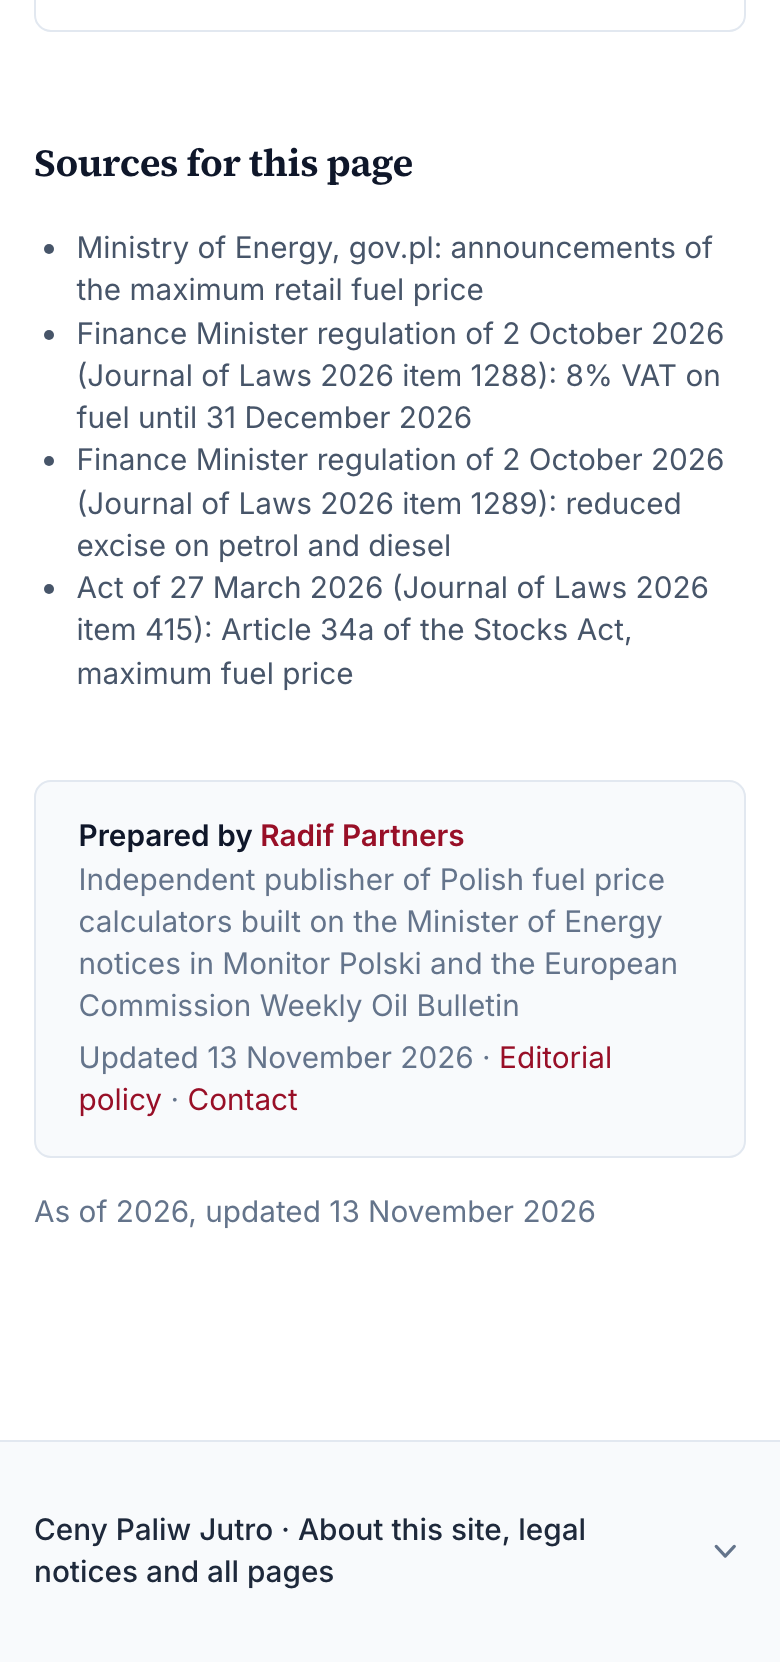 Sources for this page
• Ministry of Energy, gov.pl: announcements of
the maximum retail fuel price
• Finance Minister regulation of 2 October 2026
(Journal of Laws 2026 item 1288): 8% VAT on
fuel until 31 December 2026
• Finance Minister regulation of 2 October 2026
(Journal of Laws 2026 item 1289): reduced
excise on petrol and diesel
• Act of 27 March 2026 (Journal of Laws 2026
item 415): Article 34a of the Stocks Act,
maximum fuel price
Prepared by Radif Partners
Independent publisher of Polish fuel price
calculators built on the Minister of Energy
notices in Monitor Polski and the European
Commission Weekly Oil Bulletin
Updated 13 November 2026 · Editorial
policy · Contact
As of 2026, updated 13 November 2026
Ceny Paliw Jutro · About this site, legal
notices and all pages